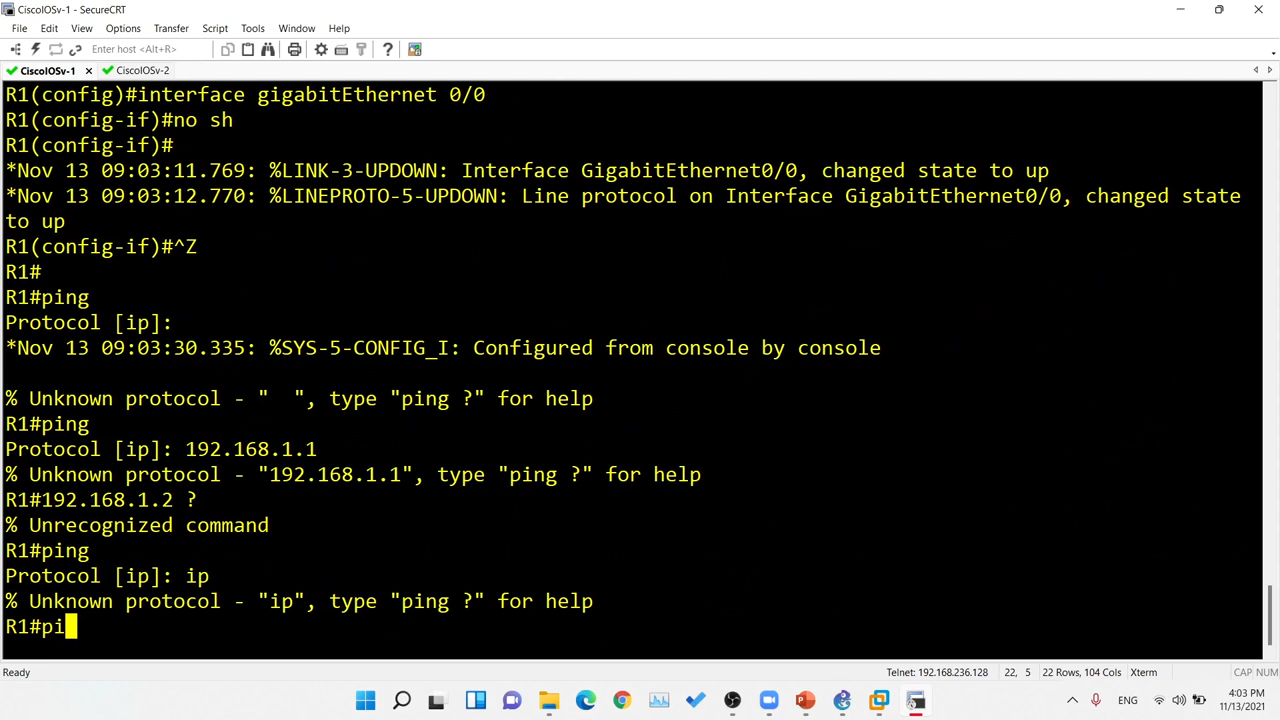 CiscoIOSv-1 - SecureCRT
File Edit View Options Transfer Script Tools Window Help
Enter host <Alt+R>
CiscoIOSv-1 CiscoIOSv-2
R1(config)#interface gigabitEthernet 0/0
R1(config-if)#no sh
R1(config-if)#
*Nov 13 09:03:11.769: %LINK-3-UPDOWN: Interface GigabitEthernet0/0, changed state to up
*Nov 13 09:03:12.770: %LINEPROTO-5-UPDOWN: Line protocol on Interface GigabitEthernet0/0, changed state
to up
R1(config-if)#^Z
R1#
R1#ping
Protocol [ip]:
*Nov 13 09:03:30.335: %SYS-5-CONFIG_I: Configured from console by console
% Unknown protocol - "  ", type "ping ?" for help
R1#ping
Protocol [ip]: 192.168.1.1
% Unknown protocol - "192.168.1.1", type "ping ?" for help
R1#192.168.1.2 ?
% Unrecognized command
R1#ping
Protocol [ip]: ip
% Unknown protocol - "ip", type "ping ?" for help
R1#pi
Ready Telnet: 192.168.236.128 22, 5 22 Rows, 104 Cols Xterm CAP NUM
ENG 4:03 PM
11/13/2021